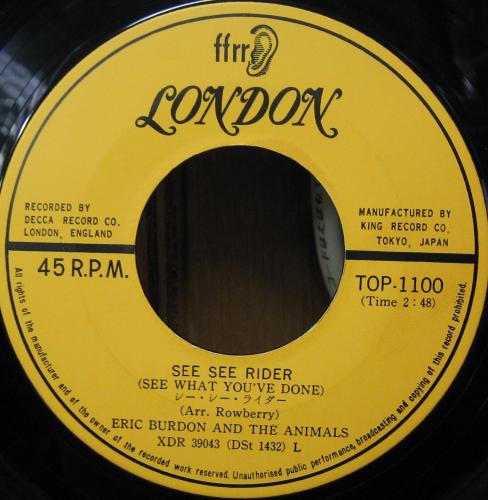 ffrr
LONDON
RECORDED BY
DECCA RECORD CO.
LONDON, ENGLAND
MANUFACTURED BY
KING RECORD CO.
TOKYO, JAPAN
45 R.P.M.
TOP-1100
(Time 2:48)
SEE SEE RIDER
(SEE WHAT YOU'VE DONE)
シー・シー・ライダー
(Arr. Rowberry)
ERIC BURDON AND THE ANIMALS
XDR 39043 (DSt 1432) L
All rights of the manufacturer and of the owner of the recorded work reserved. Unauthorised public performance, broadcasting and copying of this record prohibited.